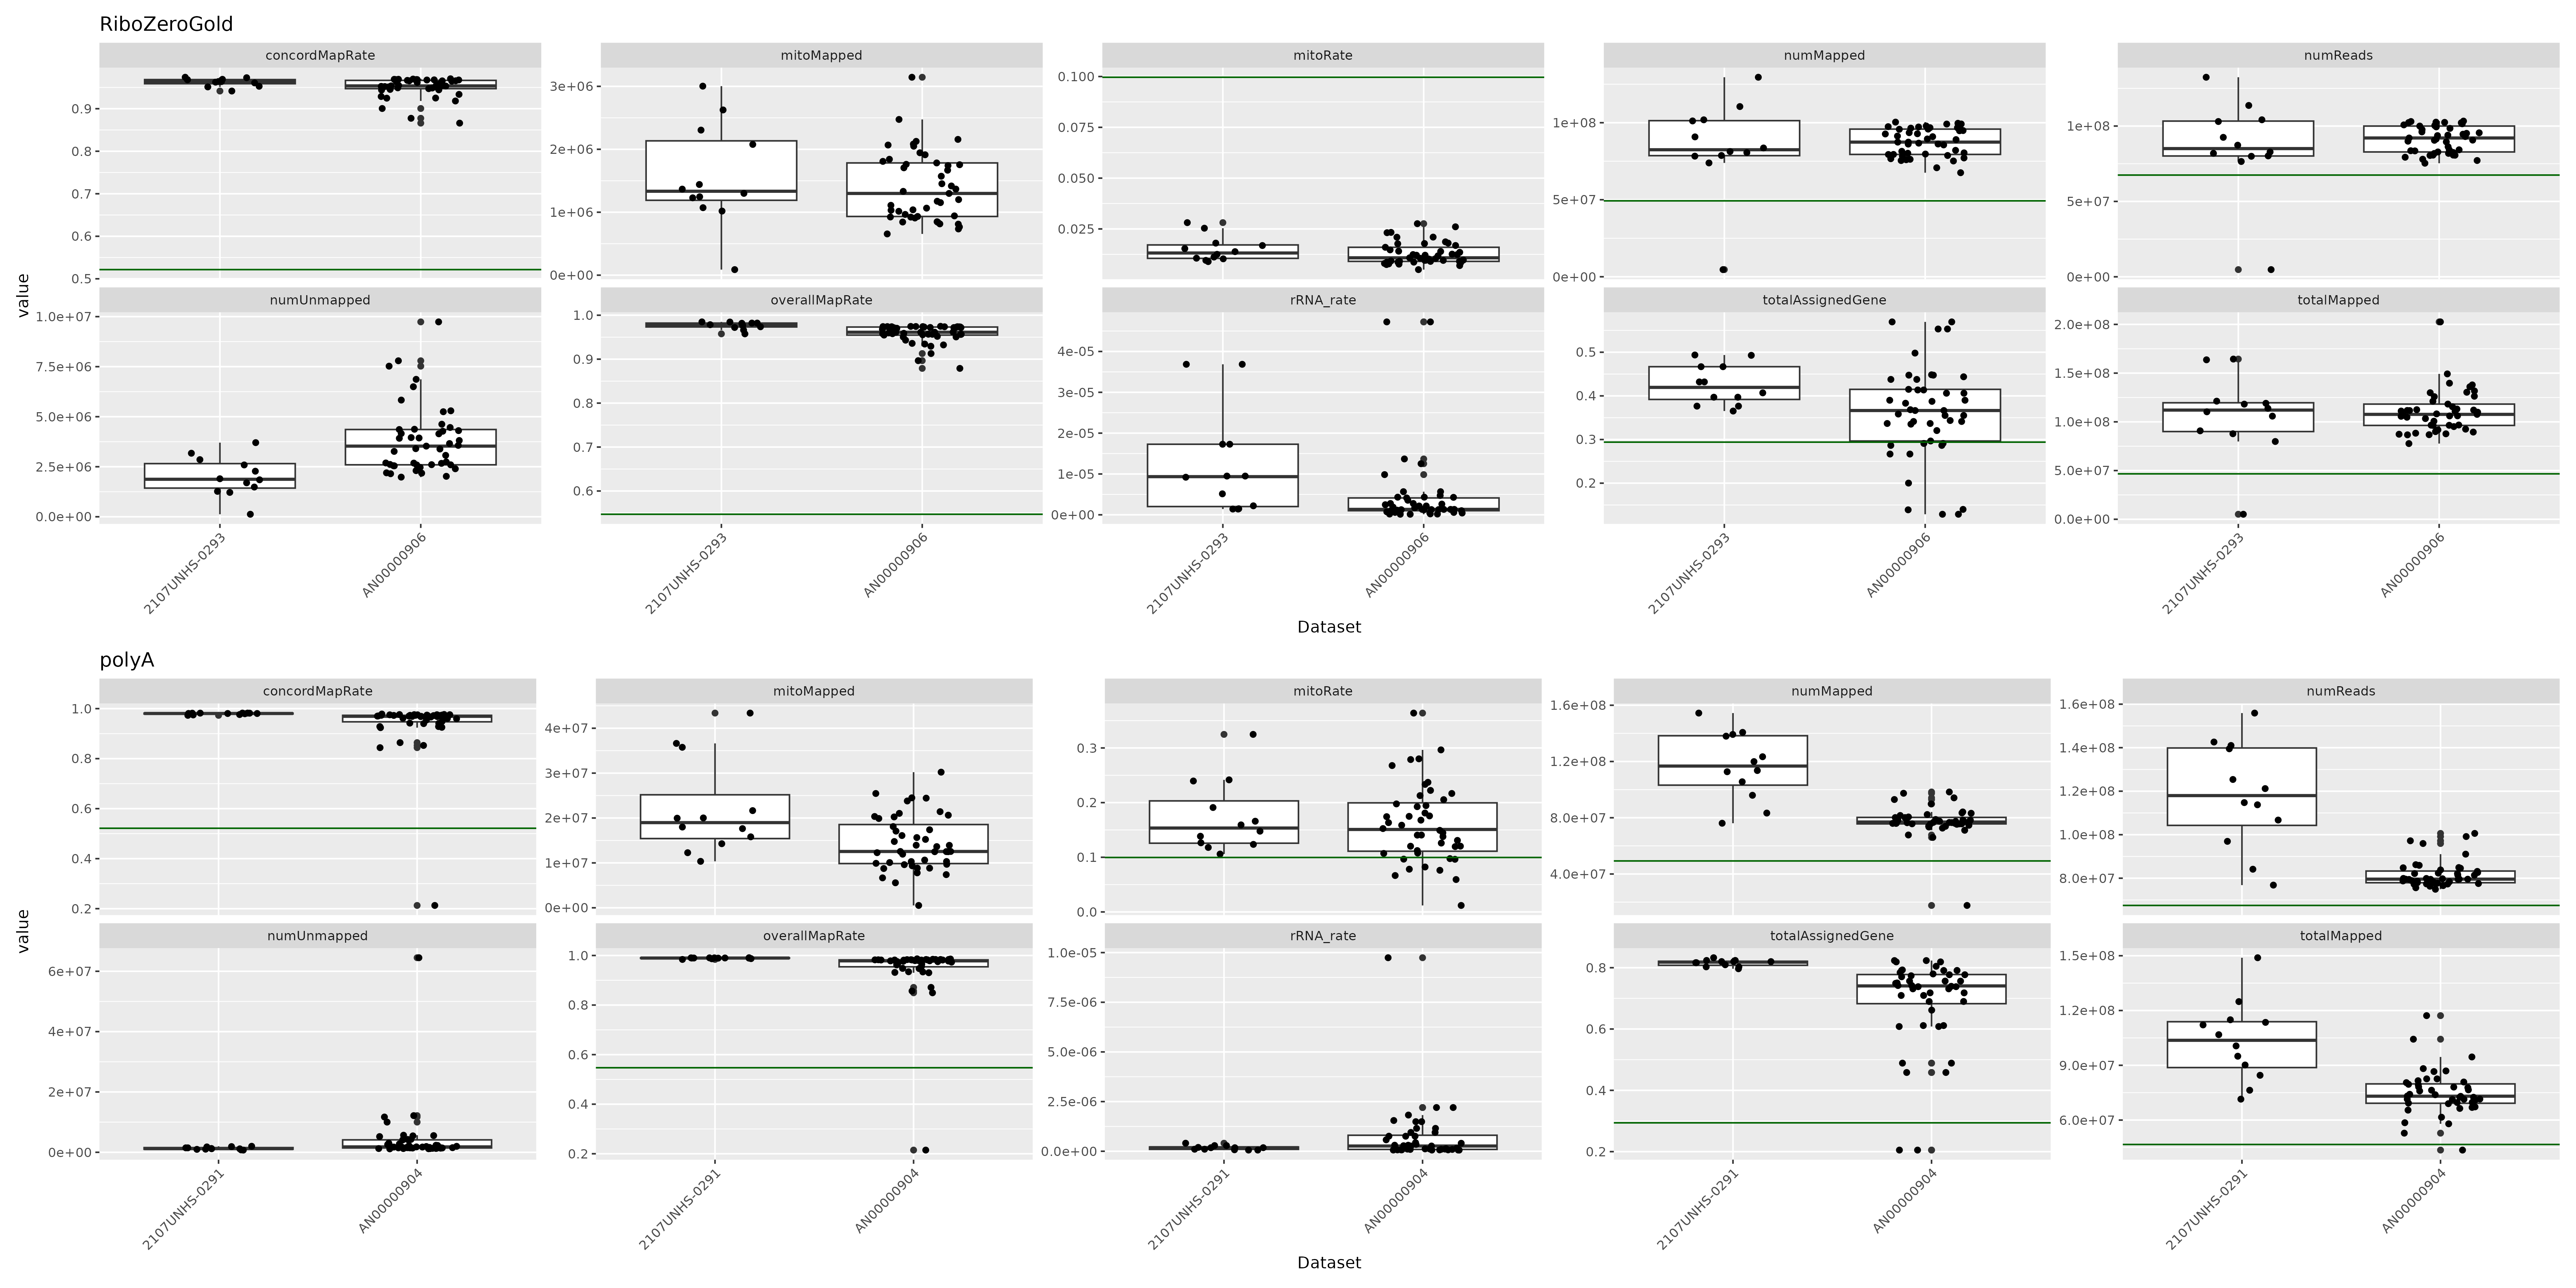 RiboZeroGold
concordMapRate mitoMapped mitoRate numMapped numReads
0.9 0.8 0.7 0.6 0.5
3e+06 2e+06 1e+06 0e+00
0.100 0.075 0.050 0.025
1e+08 5e+07 0e+00
1e+08 5e+07 0e+00
value
numUnmapped overallMapRate rRNA_rate totalAssignedGene totalMapped
1.0e+07 7.5e+06 5.0e+06 2.5e+06 0.0e+00
1.0 0.9 0.8 0.7 0.6
4e-05 3e-05 2e-05 1e-05 0e+00
0.5 0.4 0.3 0.2
2.0e+08 1.5e+08 1.0e+08 5.0e+07 0.0e+00
2107UNHS-0293 AN00000906 2107UNHS-0293 AN00000906 2107UNHS-0293 AN00000906 2107UNHS-0293 AN00000906 2107UNHS-0293 AN00000906
Dataset
polyA
concordMapRate mitoMapped mitoRate numMapped numReads
1.0 0.8 0.6 0.4 0.2
4e+07 3e+07 2e+07 1e+07 0e+00
0.3 0.2 0.1 0.0
1.6e+08 1.2e+08 8.0e+07 4.0e+07
1.6e+08 1.4e+08 1.2e+08 1.0e+08 8.0e+07
value
numUnmapped overallMapRate rRNA_rate totalAssignedGene totalMapped
6e+07 4e+07 2e+07 0e+00
1.0 0.8 0.6 0.4 0.2
1.0e-05 7.5e-06 5.0e-06 2.5e-06 0.0e+00
0.8 0.6 0.4 0.2
1.5e+08 1.2e+08 9.0e+07 6.0e+07
2107UNHS-0291 AN00000904 2107UNHS-0291 AN00000904 2107UNHS-0291 AN00000904 2107UNHS-0291 AN00000904 2107UNHS-0291 AN00000904
Dataset